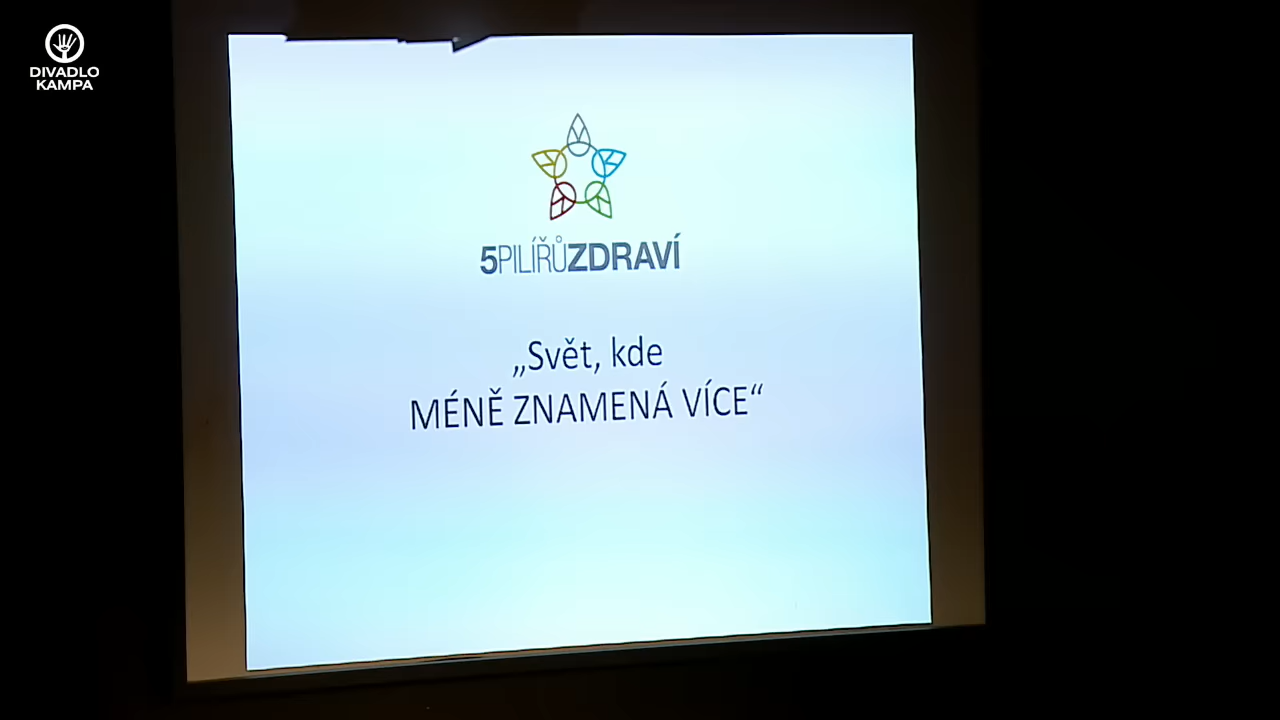 DIVADLO
KAMPA
5PILÍŘŮZDRAVÍ
„Svět, kde
MÉNĚ ZNAMENÁ VÍCE“